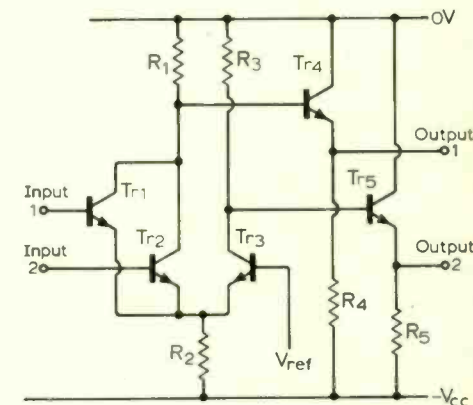 0V
R1
R3
Tr4
Output
1
Tr1
Input
1
Tr5
Input
2
Tr2
Tr3
Output
2
R4
R5
R2
Vref
-Vcc